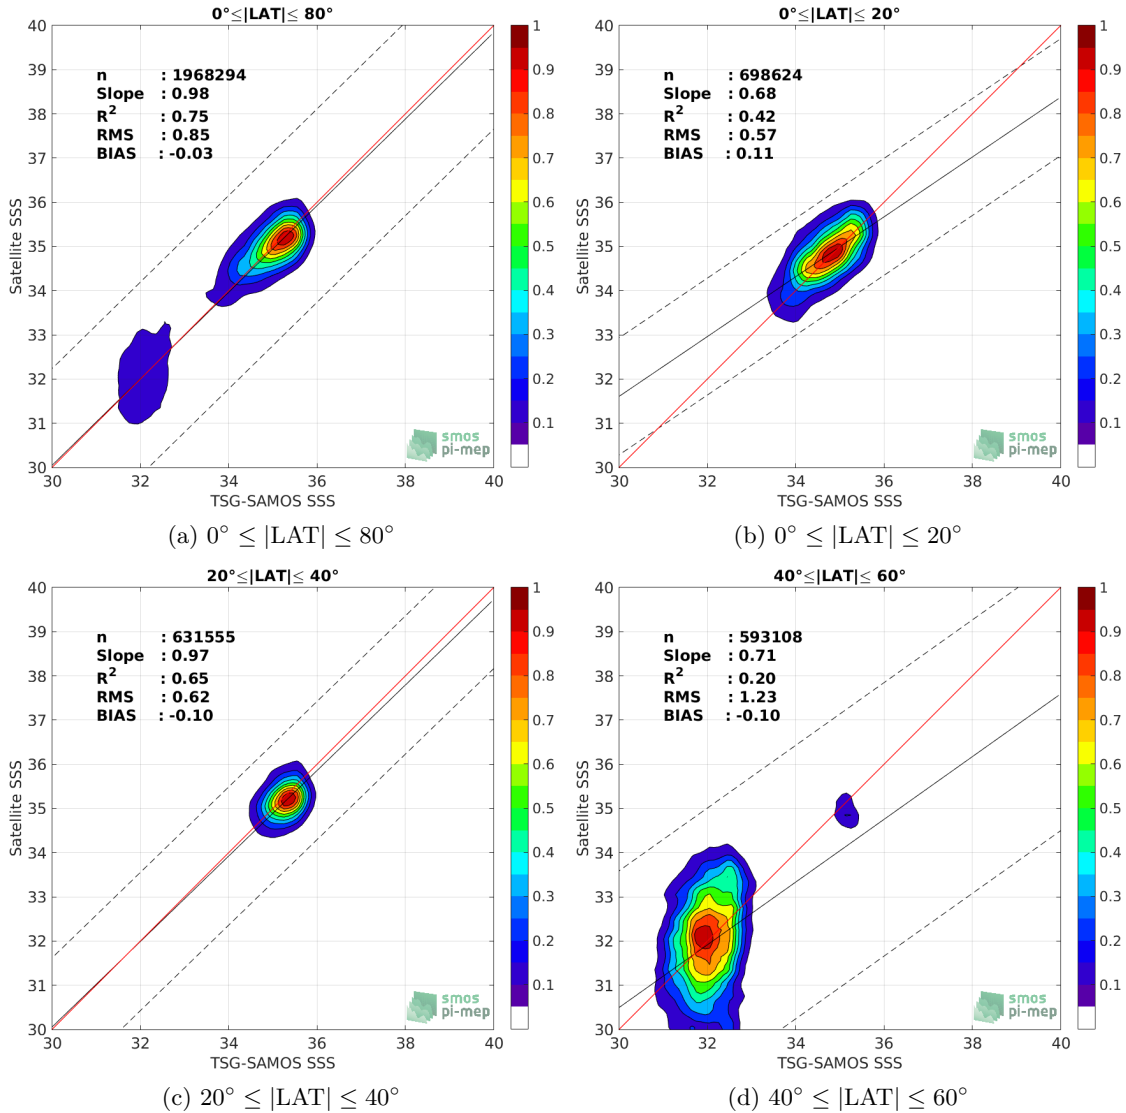 0°≤|LAT|≤ 80°
n : 1968294
Slope : 0.98
R² : 0.75
RMS : 0.85
BIAS : -0.03
Satellite SSS
40
39
38
37
36
35
34
33
32
31
30
30 32 34 36 38 40
TSG-SAMOS SSS
1
0.9
0.8
0.7
0.6
0.5
0.4
0.3
0.2
0.1
smos
pi-mep
(a) 0° ≤ |LAT| ≤ 80°
0°≤|LAT|≤ 20°
n : 698624
Slope : 0.68
R² : 0.42
RMS : 0.57
BIAS : 0.11
Satellite SSS
40
39
38
37
36
35
34
33
32
31
30
30 32 34 36 38 40
TSG-SAMOS SSS
1
0.9
0.8
0.7
0.6
0.5
0.4
0.3
0.2
0.1
smos
pi-mep
(b) 0° ≤ |LAT| ≤ 20°
20°≤|LAT|≤ 40°
n : 631555
Slope : 0.97
R² : 0.65
RMS : 0.62
BIAS : -0.10
Satellite SSS
40
39
38
37
36
35
34
33
32
31
30
30 32 34 36 38 40
TSG-SAMOS SSS
1
0.9
0.8
0.7
0.6
0.5
0.4
0.3
0.2
0.1
smos
pi-mep
(c) 20° ≤ |LAT| ≤ 40°
40°≤|LAT|≤ 60°
n : 593108
Slope : 0.71
R² : 0.20
RMS : 1.23
BIAS : -0.10
Satellite SSS
40
39
38
37
36
35
34
33
32
31
30
30 32 34 36 38 40
TSG-SAMOS SSS
1
0.9
0.8
0.7
0.6
0.5
0.4
0.3
0.2
0.1
smos
pi-mep
(d) 40° ≤ |LAT| ≤ 60°